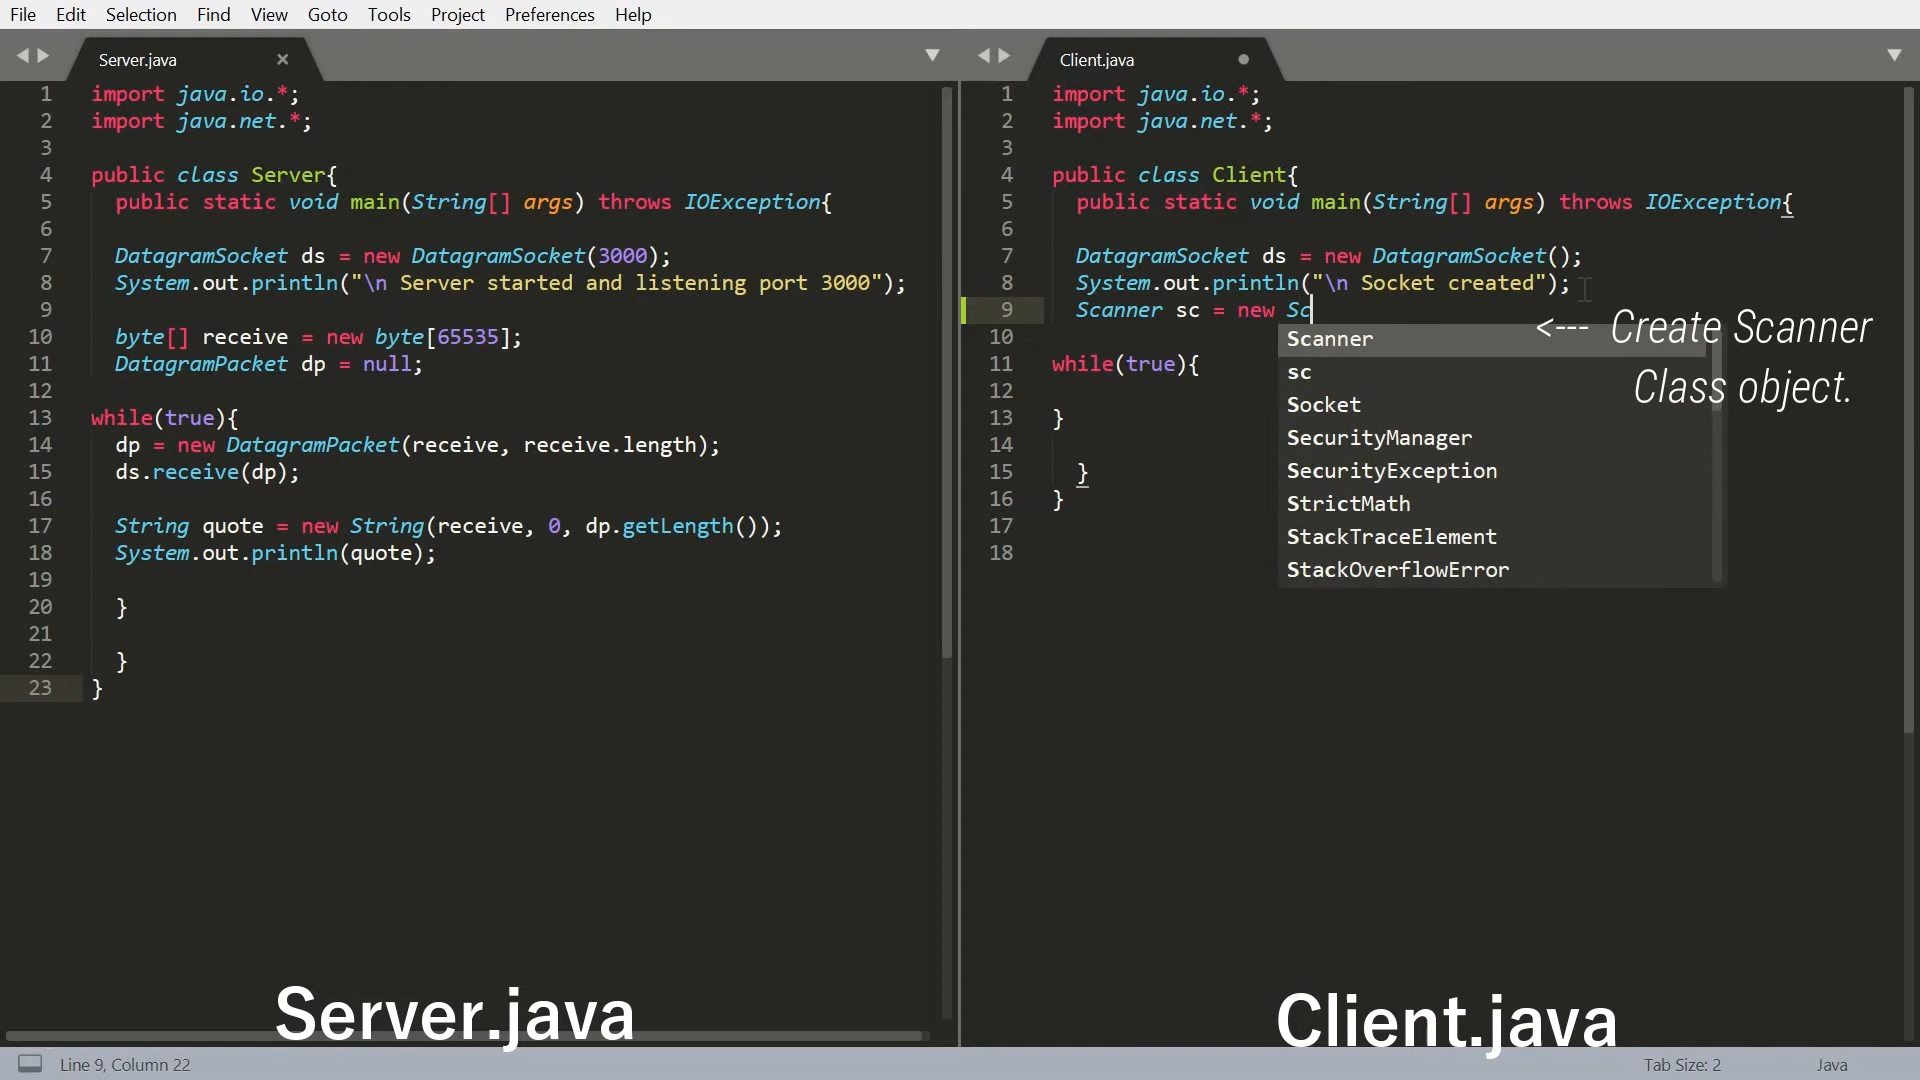 File Edit Selection Find View Goto Tools Project Preferences Help
Server.java
1 import java.io.*;
2 import java.net.*;
3
4 public class Server{
5 public static void main(String[] args) throws IOException{
6
7 DatagramSocket ds = new DatagramSocket(3000);
8 System.out.println("\n Server started and listening port 3000");
9
10 byte[] receive = new byte[65535];
11 DatagramPacket dp = null;
12
13 while(true){
14 dp = new DatagramPacket(receive, receive.length);
15 ds.receive(dp);
16
17 String quote = new String(receive, 0, dp.getLength());
18 System.out.println(quote);
19
20 }
21
22 }
23 }
Server.java
Client.java
1 import java.io.*;
2 import java.net.*;
3
4 public class Client{
5 public static void main(String[] args) throws IOException{
6
7 DatagramSocket ds = new DatagramSocket();
8 System.out.println("\n Socket created");
9 Scanner sc = new Sc
10
11 while(true){
12
13 }
14
15 }
16 }
17
18
Scanner
sc
Socket
SecurityManager
SecurityException
StrictMath
StackTraceElement
StackOverflowError
<--- Create Scanner
Class object.
Client.java
Line 9, Column 22
Tab Size: 2
Java